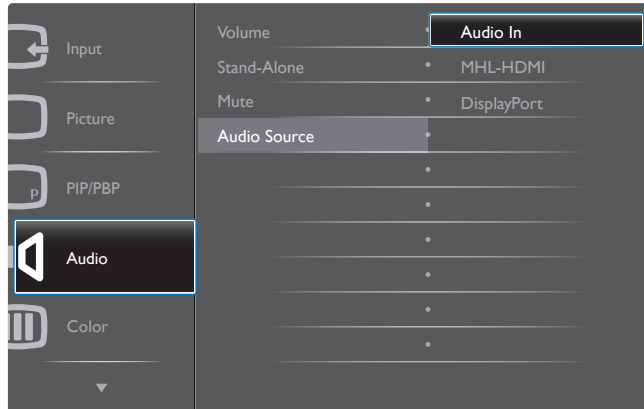 Input
Picture
P
PIP/PBP
Audio
Color
Volume
Stand-Alone
Mute
Audio Source
Audio In
MHL-HDMI
DisplayPort